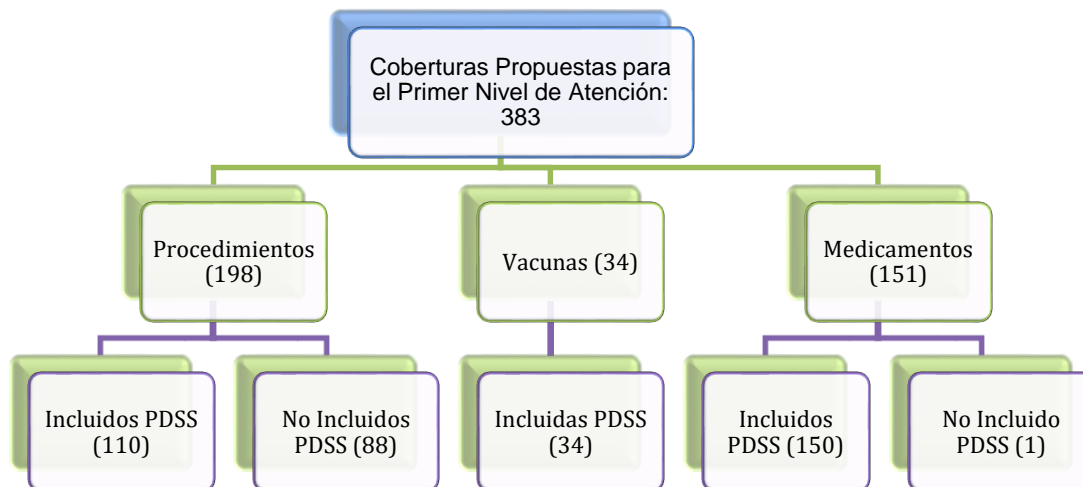 Coberturas Propuestas para
el Primer Nivel de Atención:
383
Procedimientos
(198)
Vacunas (34)
Medicamentos
(151)
Incluidos PDSS
(110)
No Incluidos
PDSS (88)
Incluidas PDSS
(34)
Incluidos
PDSS (150)
No Incluido
PDSS (1)